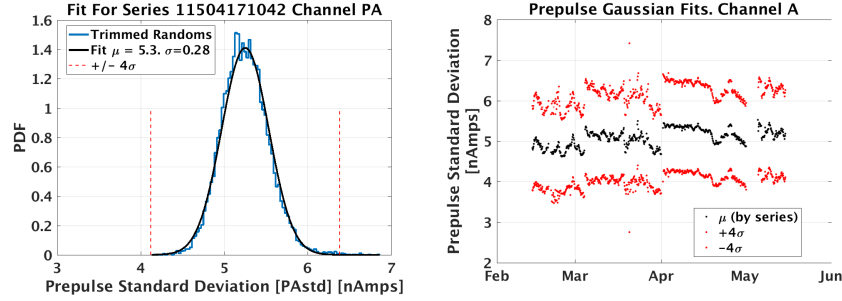 Fit For Series 11504171042 Channel PA
Trimmed Randoms
Fit μ = 5.3. σ=0.28
+/- 4σ
PDF
1.6
1.4
1.2
1
0.8
0.6
0.4
0.2
0
3 4 5 6 7
Prepulse Standard Deviation [PAstd] [nAmps]
Prepulse Gaussian Fits. Channel A
Prepulse Standard Deviation
[nAmps]
8
7
6
5
4
3
2
μ (by series)
+4σ
-4σ
Feb Mar Apr May Jun